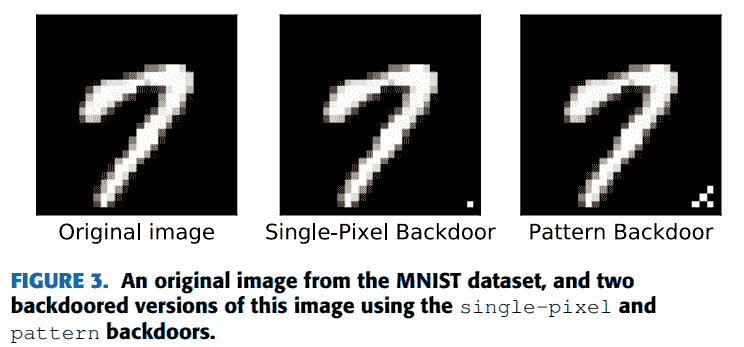 Original image
Single-Pixel Backdoor
Pattern Backdoor
FIGURE 3. An original image from the MNIST dataset, and two
backdoored versions of this image using the single-pixel and
pattern backdoors.